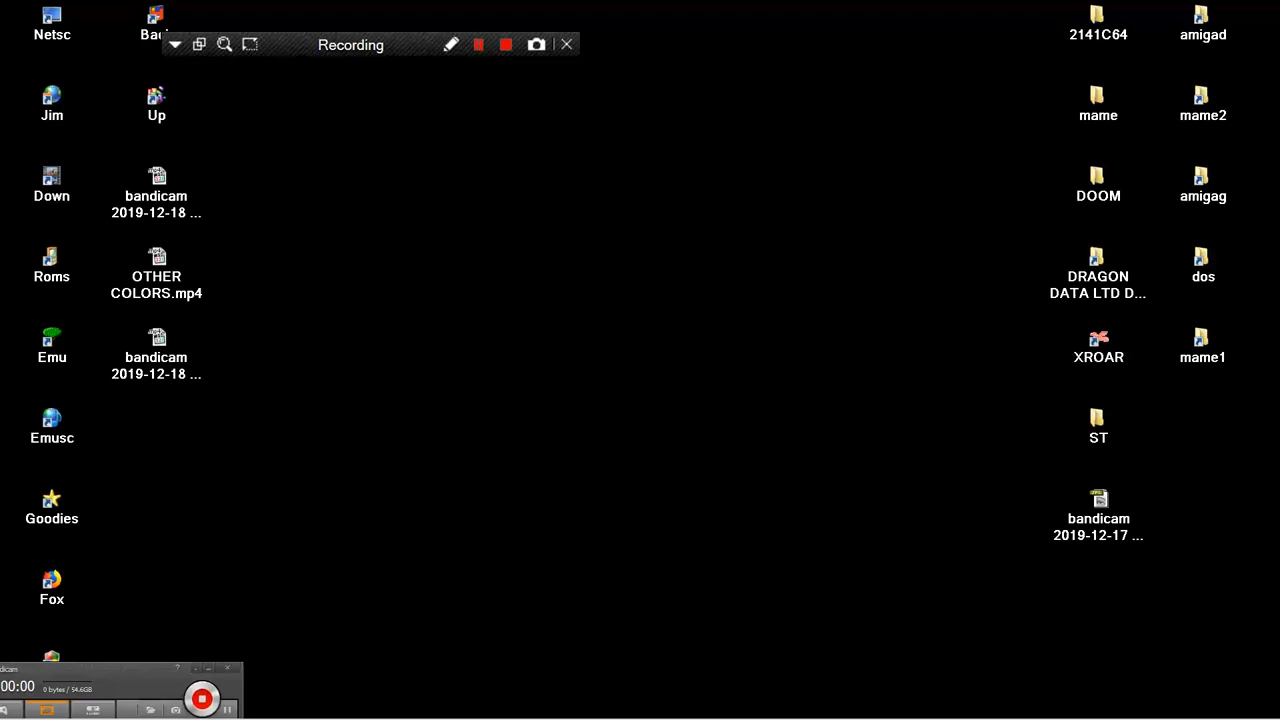 Netsc
Recording
2141C64
amigad
Jim
Up
mame
mame2
Down
bandicam
2019-12-18 ...
DOOM
amigag
Roms
OTHER
COLORS.mp4
DRAGON
DATA LTD D...
dos
Emu
bandicam
2019-12-18 ...
XROAR
mame1
Emusc
ST
Goodies
bandicam
2019-12-17 ...
Fox
dicam
?
00:00
0 bytes / 54.6GB